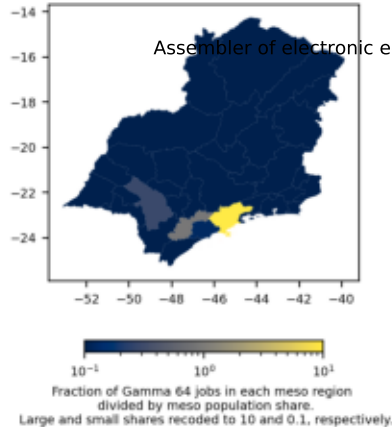 Assembler of electronic e
−14
−16
−18
−20
−22
−24
−52 −50 −48 −46 −44 −42 −40
10⁻¹ 10⁰ 10¹
Fraction of Gamma 64 jobs in each meso region
divided by meso population share.
Large and small shares recoded to 10 and 0.1, respectively.